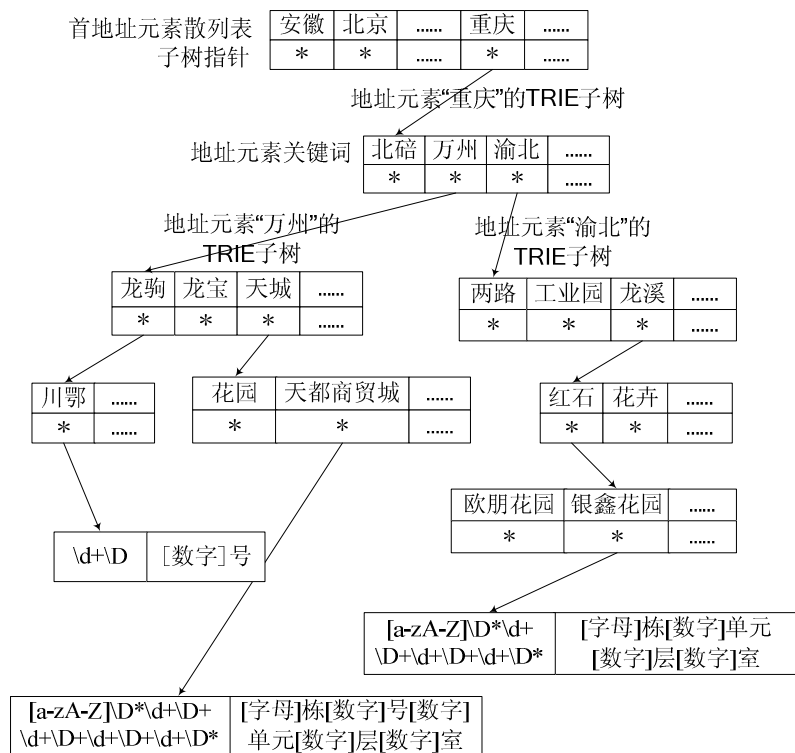 首地址元素散列表
子树指针
安徽 北京 ...... 重庆 ......
* * ...... * ......
地址元素“重庆”的TRIE子树
地址元素关键词
北碚 万州 渝北 ......
* * * ......
地址元素“万州”的
TRIE子树
地址元素“渝北”的
TRIE子树
龙驹 龙宝 天城 ......
* * * ......
两路 工业园 龙溪 ......
* * * ......
川鄂 ......
* ......
花园 天都商贸城 ......
* * ......
红石 花卉 ......
* * ......
欧朋花园 银鑫花园 ......
* * ......
\d+\D [数字]号
[a-zA-Z]\D*\d+
\D+\d+\D+\d+\D*
[字母]栋[数字]单元
[数字]层[数字]室
[a-zA-Z]\D*\d+\D+
\d+\D+\d+\D+\d+\D*
[字母]栋[数字]号[数字]
单元[数字]层[数字]室